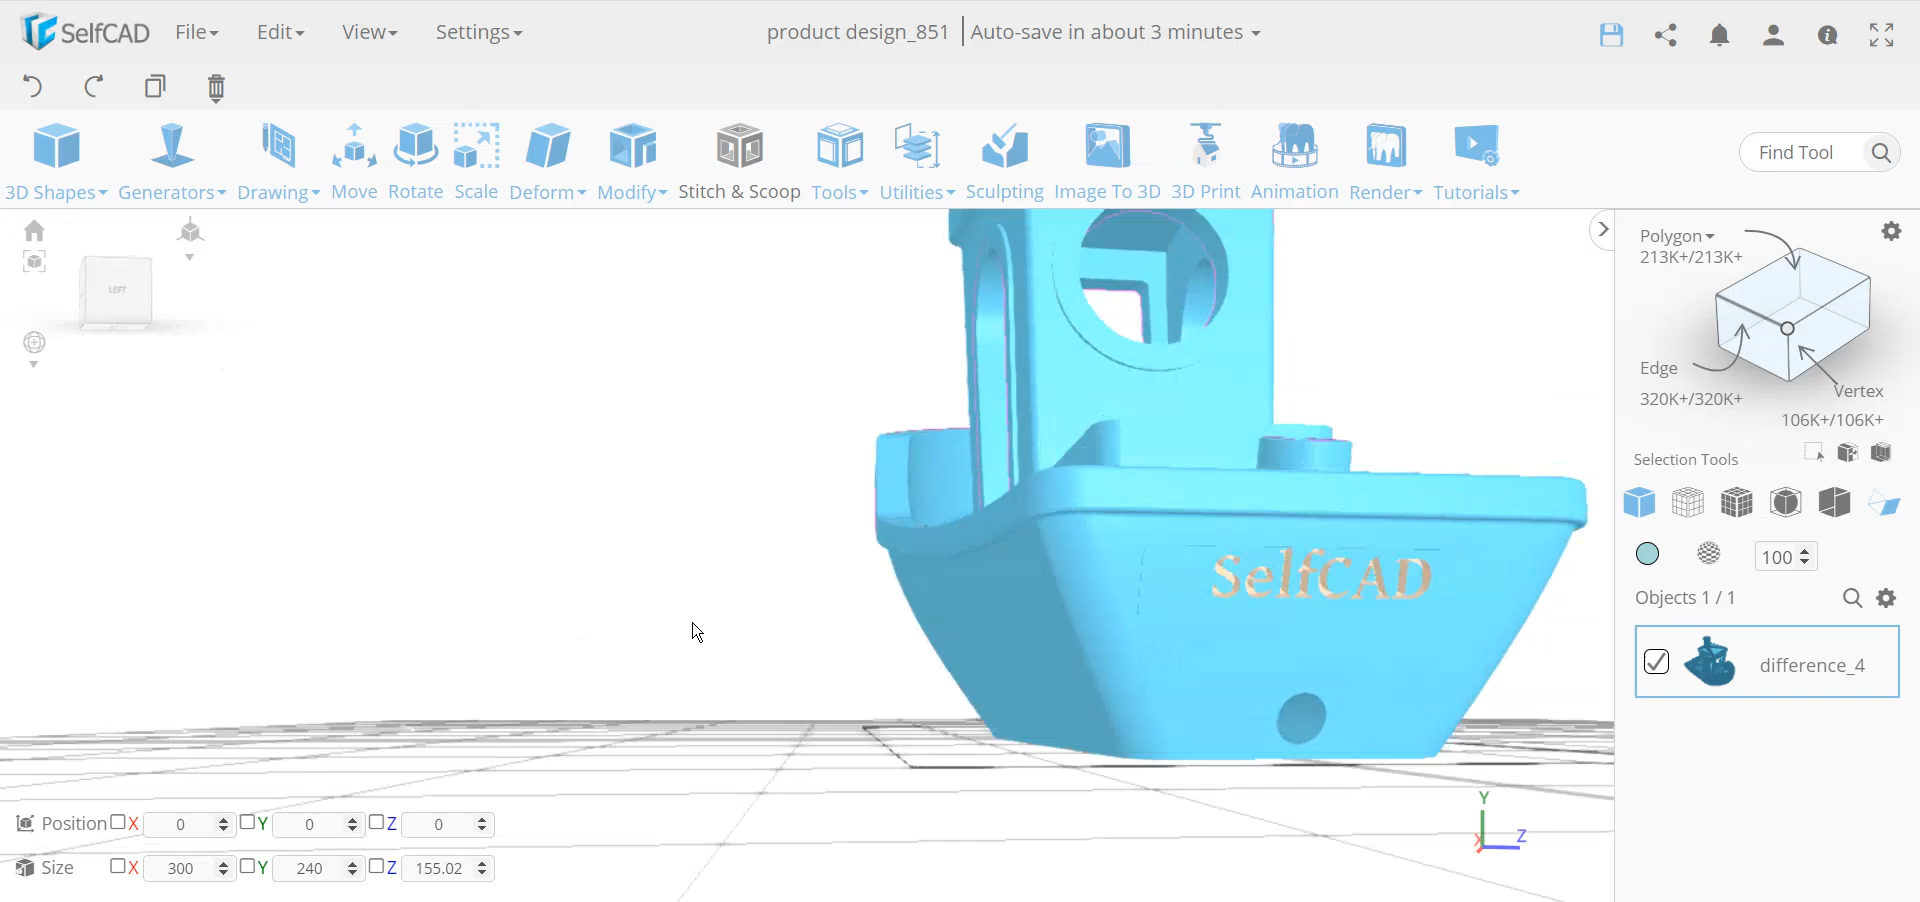 SelfCAD File Edit View Settings product design_851 Auto-save in about 3 minutes
3D Shapes Generators Drawing Move Rotate Scale Deform Modify Stitch & Scoop Tools Utilities Sculpting Image To 3D 3D Print Animation Render Tutorials Find Tool
LEFT
Polygon
213K+/213K+
Edge
320K+/320K+
Vertex
106K+/106K+
Selection Tools
100
Objects 1 / 1
difference_4
SelfCAD
Y
X Z
Position X 0 Y 0 Z 0
Size X 300 Y 240 Z 155.02